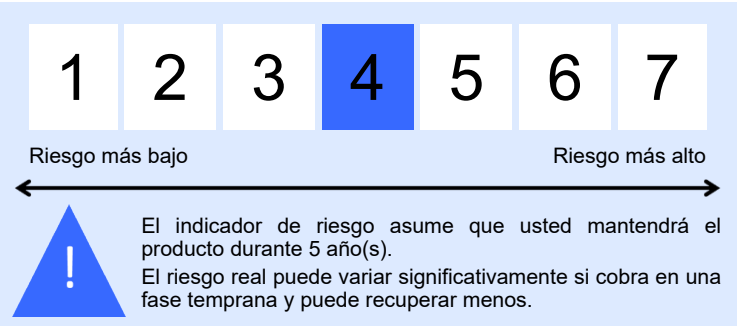 1 2 3 4 5 6 7
Riesgo más bajo Riesgo más alto
!
El indicador de riesgo asume que usted mantendrá el
producto durante 5 año(s).
El riesgo real puede variar significativamente si cobra en una
fase temprana y puede recuperar menos.